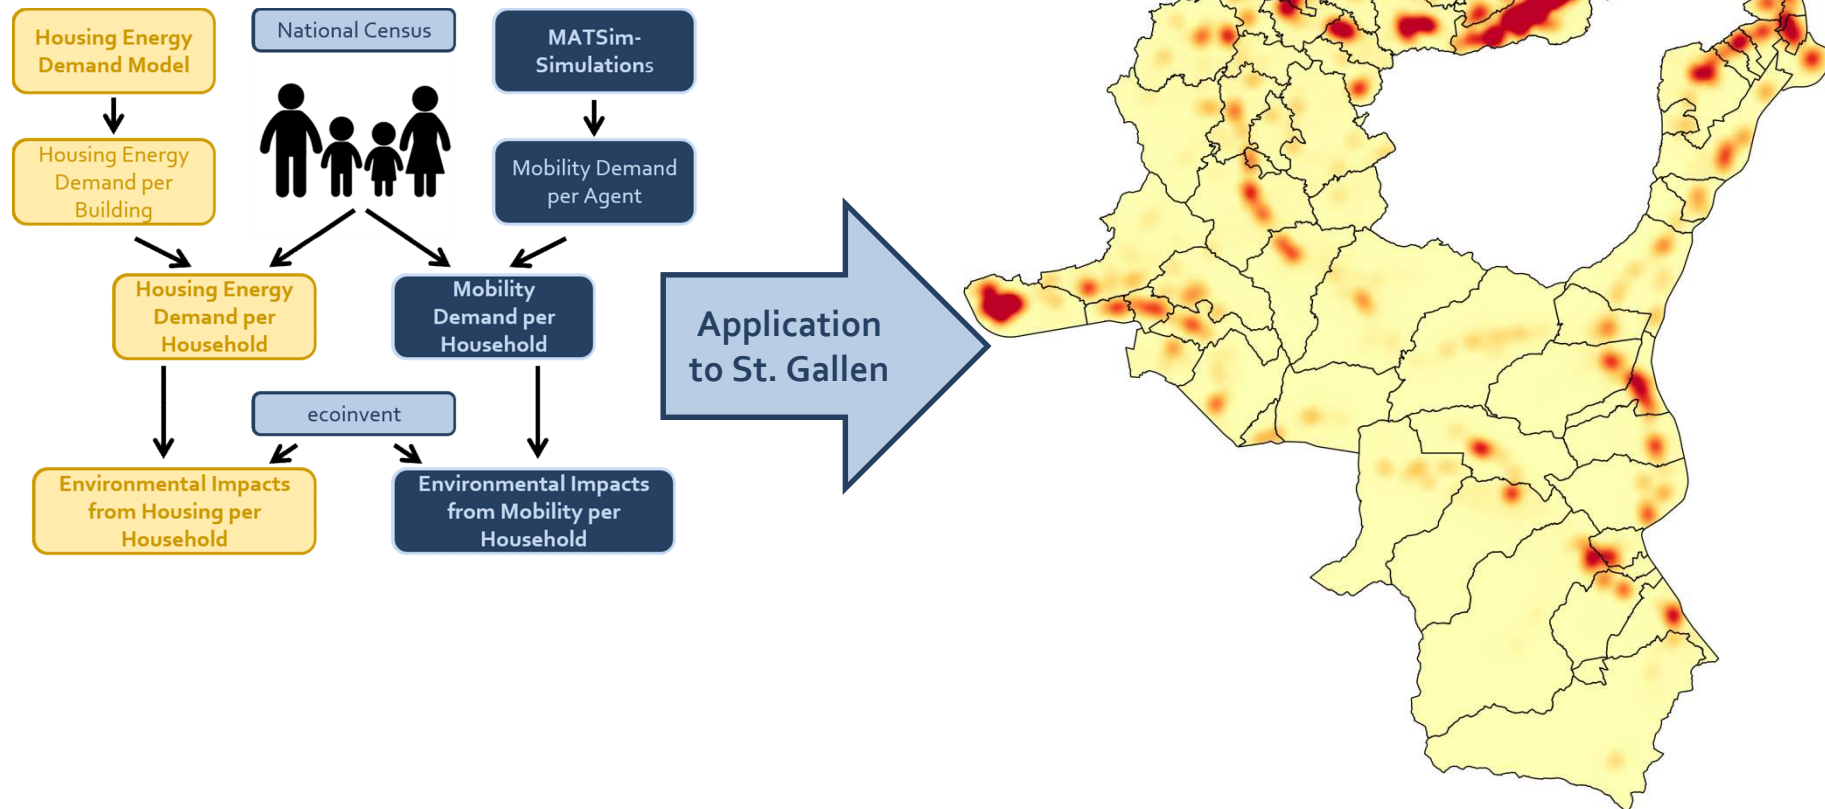 Housing Energy
Demand Model
National Census
MATSim-
Simulations
Housing Energy
Demand per
Building
Mobility Demand
per Agent
Housing Energy
Demand per
Household
Mobility
Demand per
Household
Application
to St. Gallen
ecoinvent
Environmental Impacts
from Housing per
Household
Environmental Impacts
from Mobility per
Household